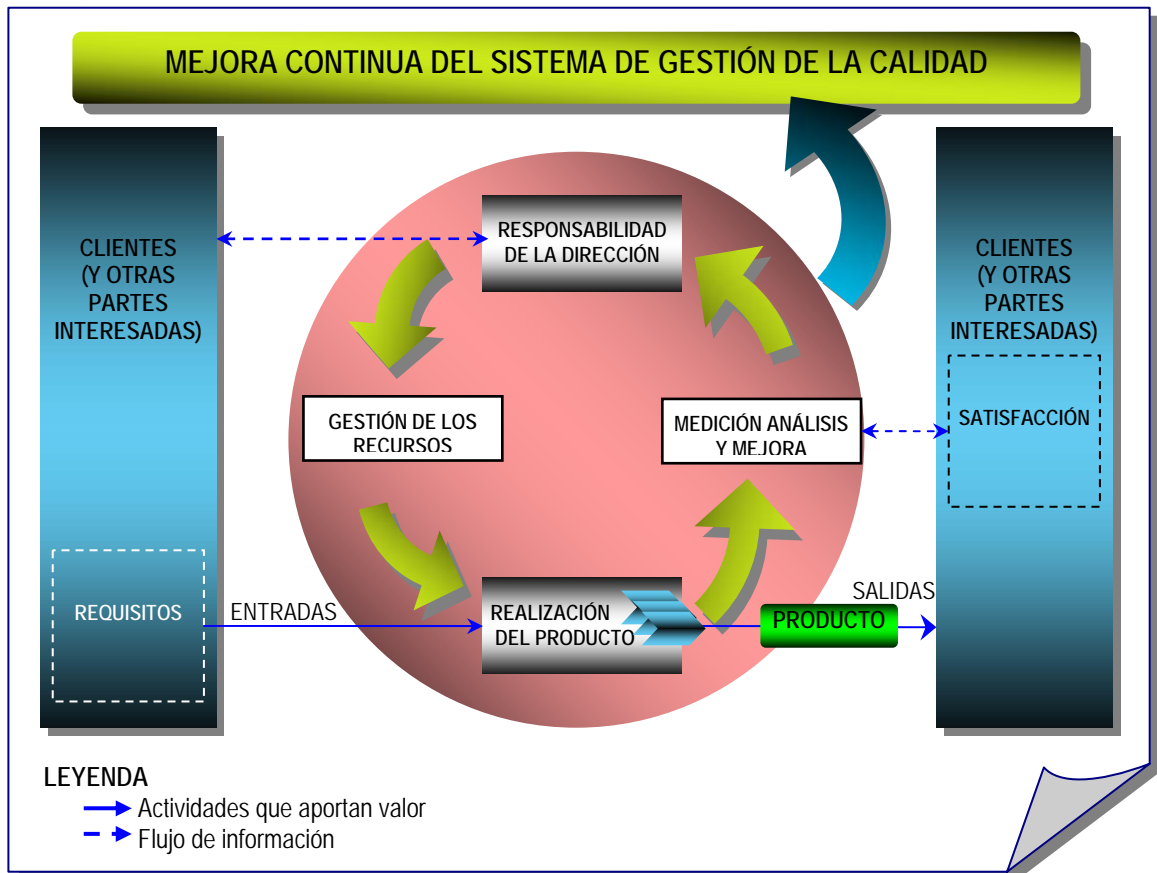 MEJORA CONTINUA DEL SISTEMA DE GESTIÓN DE LA CALIDAD
CLIENTES
(Y OTRAS
PARTES
INTERESADAS)
REQUISITOS
ENTRADAS
RESPONSABILIDAD
DE LA DIRECCIÓN
GESTIÓN DE LOS
RECURSOS
MEDICIÓN ANÁLISIS
Y MEJORA
REALIZACIÓN
DEL PRODUCTO
SALIDAS
PRODUCTO
CLIENTES
(Y OTRAS
PARTES
INTERESADAS)
SATISFACCIÓN
LEYENDA
Actividades que aportan valor
Flujo de información